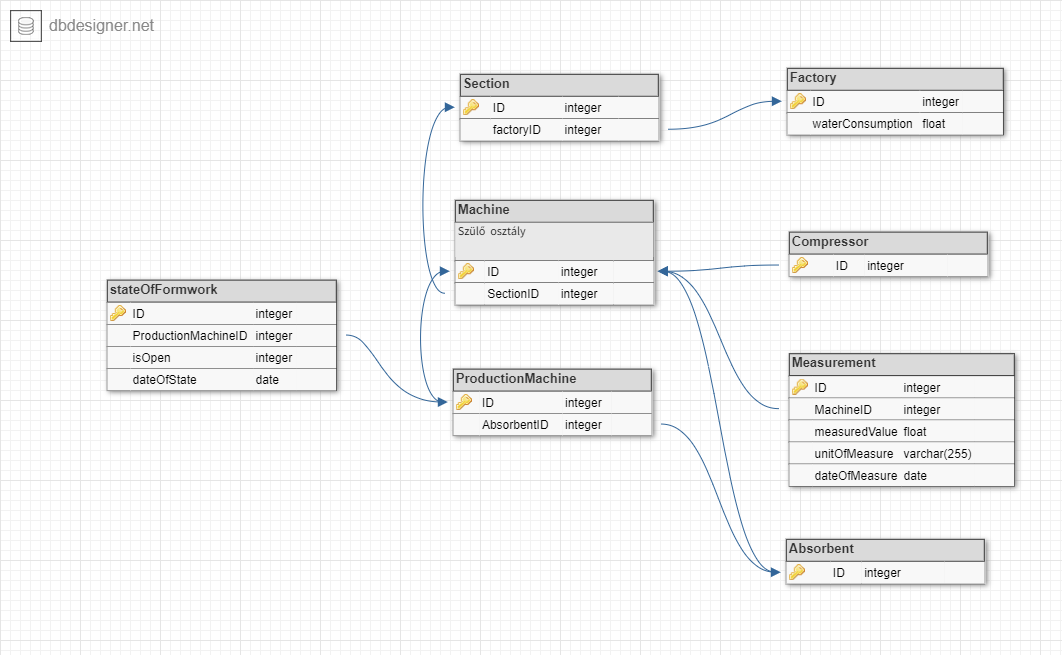 dbdesigner.net
Section
ID integer
factoryID integer
Factory
ID integer
waterConsumption float
Machine
Szülő osztály
ID integer
SectionID integer
Compressor
ID integer
stateOfFormwork
ID integer
ProductionMachineID integer
isOpen integer
dateOfState date
ProductionMachine
ID integer
AbsorbentID integer
Measurement
ID integer
MachineID integer
measuredValue float
unitOfMeasure varchar(255)
dateOfMeasure date
Absorbent
ID integer